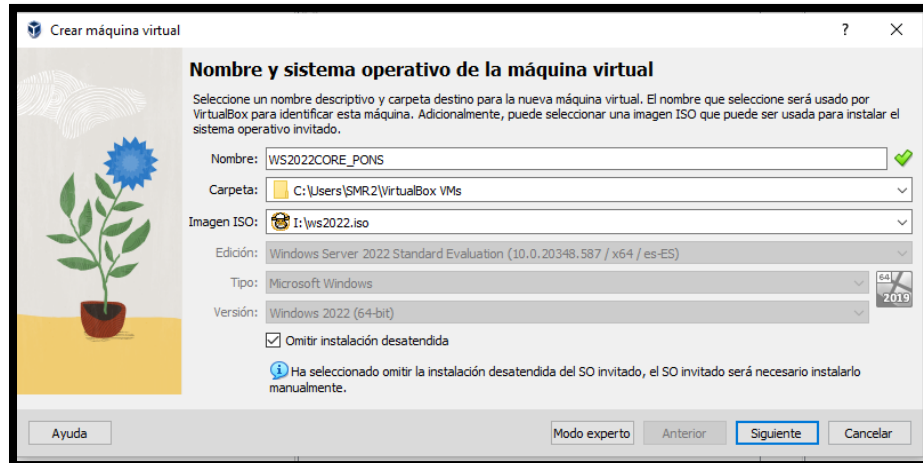 Crear máquina virtual
?
Nombre y sistema operativo de la máquina virtual
Seleccione un nombre descriptivo y carpeta destino para la nueva máquina virtual. El nombre que seleccione será usado por
VirtualBox para identificar esta máquina. Adicionalmente, puede seleccionar una imagen ISO que puede ser usada para instalar el
sistema operativo invitado.
Nombre: WS2022CORE_PONS
Carpeta: C:\Users\SMR2\VirtualBox VMs
Imagen ISO: I:\ws2022.iso
Edición: Windows Server 2022 Standard Evaluation (10.0.20348.587 / x64 / es-ES)
Tipo: Microsoft Windows
64
2019
Versión: Windows 2022 (64-bit)
Omitir instalación desatendida
Ha seleccionado omitir la instalación desatendida del SO invitado, el SO invitado será necesario instalarlo
manualmente.
Ayuda Modo experto Anterior Siguiente Cancelar